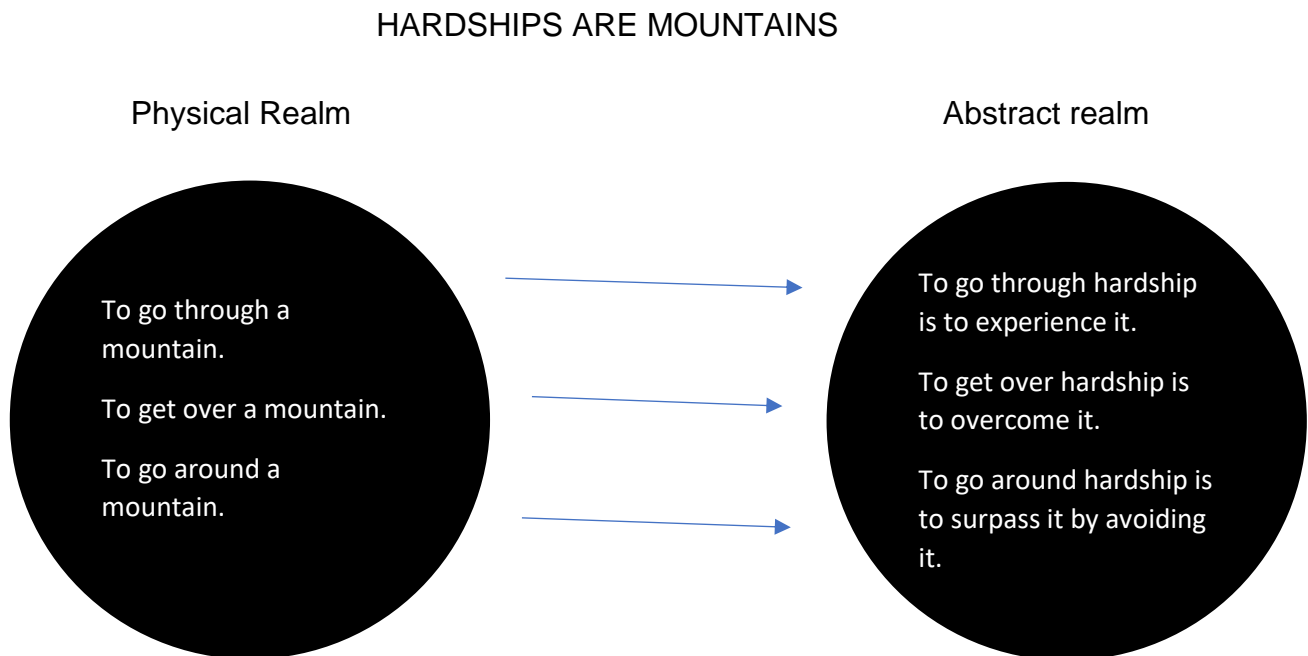 HARDSHIPS ARE MOUNTAINS
Physical Realm
Abstract realm
To go through a
mountain.
To get over a mountain.
To go around a
mountain.
To go through hardship
is to experience it.
To get over hardship is
to overcome it.
To go around hardship is
to surpass it by avoiding
it.